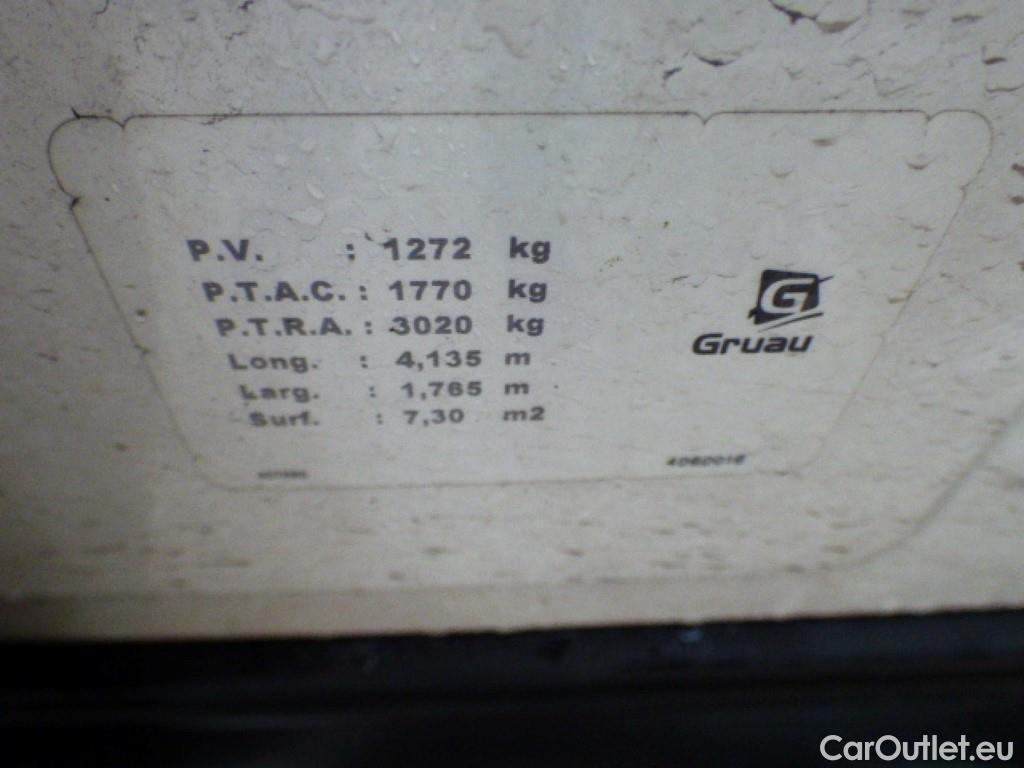 P.V. : 1272 kg
P.T.A.C. : 1770 kg
P.T.R.A. : 3020 kg
Long. : 4,135 m
Larg. : 1,765 m
Surf. : 7,30 m2
G
Gruau
4060016
CarOutlet.eu